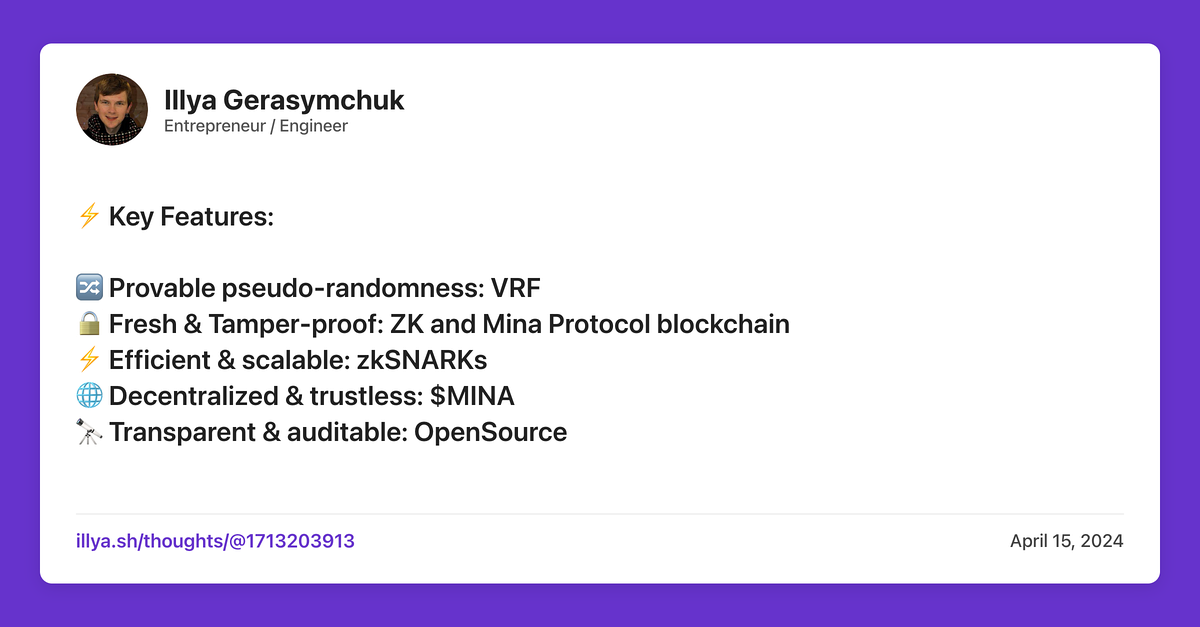 Illya Gerasymchuk
Entrepreneur / Engineer
⚡ Key Features:
🔀 Provable pseudo-randomness: VRF
🔒 Fresh & Tamper-proof: ZK and Mina Protocol blockchain
⚡ Efficient & scalable: zkSNARKs
🌐 Decentralized & trustless: $MINA
🔭 Transparent & auditable: OpenSource
illya.sh/thoughts/@1713203913
April 15, 2024